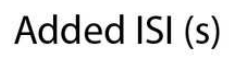 Added ISI (s)